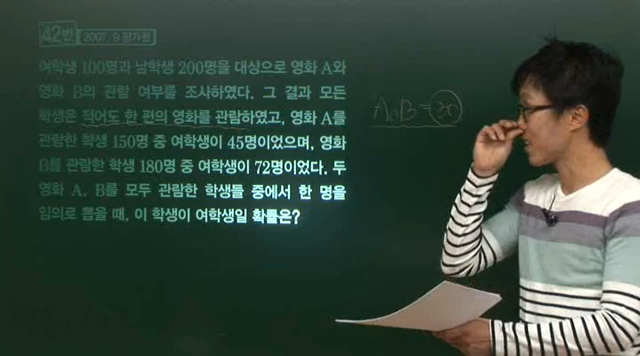 42번 2007. 9 평가원
여학생 100명과 남학생 200명을 대상으로 영화 A와
영화 B의 관람 여부를 조사하였다. 그 결과 모든
학생은 적어도 한 편의 영화를 관람하였고, 영화 A를
관람한 학생 150명 중 여학생이 45명이었으며, 영화
B를 관람한 학생 180명 중 여학생이 72명이었다. 두
영화 A, B를 모두 관람한 학생들 중에서 한 명을
임의로 뽑을 때, 이 학생이 여학생일 확률은?
A∩B = 30